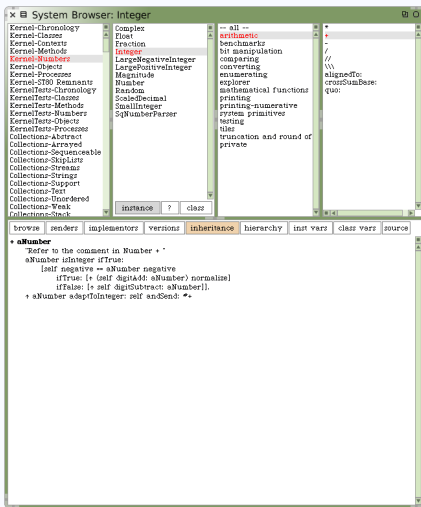 System Browser: Integer
Kernel-Chronology
Kernel-Classes
Kernel-Contexts
Kernel-Methods
Kernel-Numbers
Kernel-Objects
Kernel-Processes
Kernel-ST80 Remnants
KernelTests-Chronology
KernelTests-Classes
KernelTests-Methods
KernelTests-Numbers
KernelTests-Objects
KernelTests-Processes
Collections-Abstract
Collections-Arrayed
Collections-Sequenceable
Collections-SkipLists
Collections-Streams
Collections-Strings
Collections-Support
Collections-Text
Collections-Unordered
Collections-Weak
Collections-Stack
Complex
Float
Fraction
Integer
LargeNegativeInteger
LargePositiveInteger
Magnitude
Number
Random
ScaledDecimal
SmallInteger
SqNumberParser
instance ? class
-- all --
arithmetic
benchmarks
bit manipulation
comparing
converting
enumerating
explorer
mathematical functions
printing
printing-numerative
system primitives
testing
tiles
truncation and round of
private
*
+
-
/
//
\\\
alignedTo:
crossSumBase:
quo:
browse senders implementors versions inheritance hierarchy inst vars class vars source
+ aNumber
"Refer to the comment in Number + "
aNumber isInteger ifTrue:
[self negative == aNumber negative
ifTrue: [↑ (self digitAdd: aNumber) normalize]
ifFalse: [↑ self digitSubtract: aNumber]].
↑ aNumber adaptToInteger: self andSend: #+